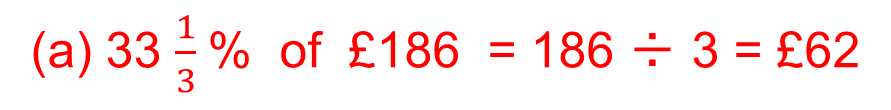 (a) 33 1/3 % of £186 = 186 ÷ 3 = £62